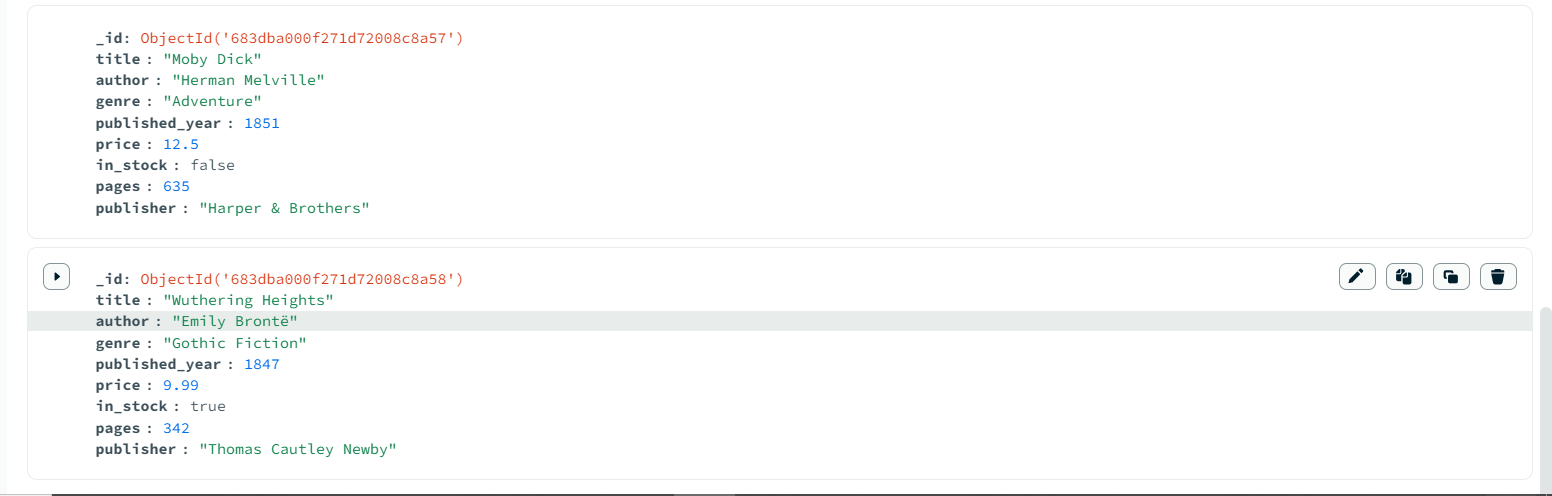 _id: ObjectId('683dba000f271d72008c8a57')
title : "Moby Dick"
author : "Herman Melville"
genre : "Adventure"
published_year : 1851
price : 12.5
in_stock : false
pages : 635
publisher : "Harper & Brothers"
_id: ObjectId('683dba000f271d72008c8a58')
title : "Wuthering Heights"
author : "Emily Brontë"
genre : "Gothic Fiction"
published_year : 1847
price : 9.99
in_stock : true
pages : 342
publisher : "Thomas Cautley Newby"